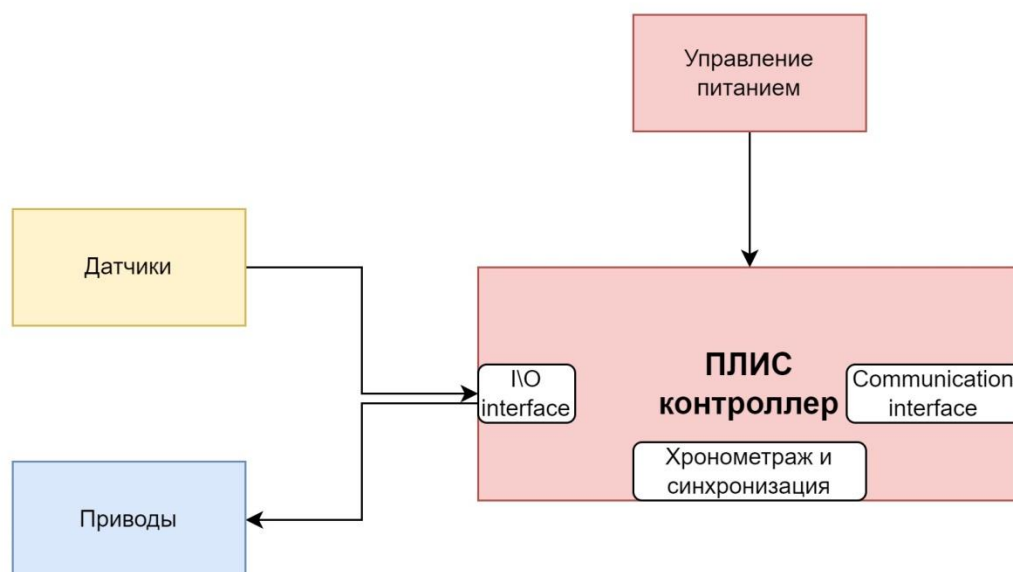 Управление
питанием
Датчики
I\O
interface
ПЛИС
контроллер
Communication
interface
Хронометраж и
синхронизация
Приводы